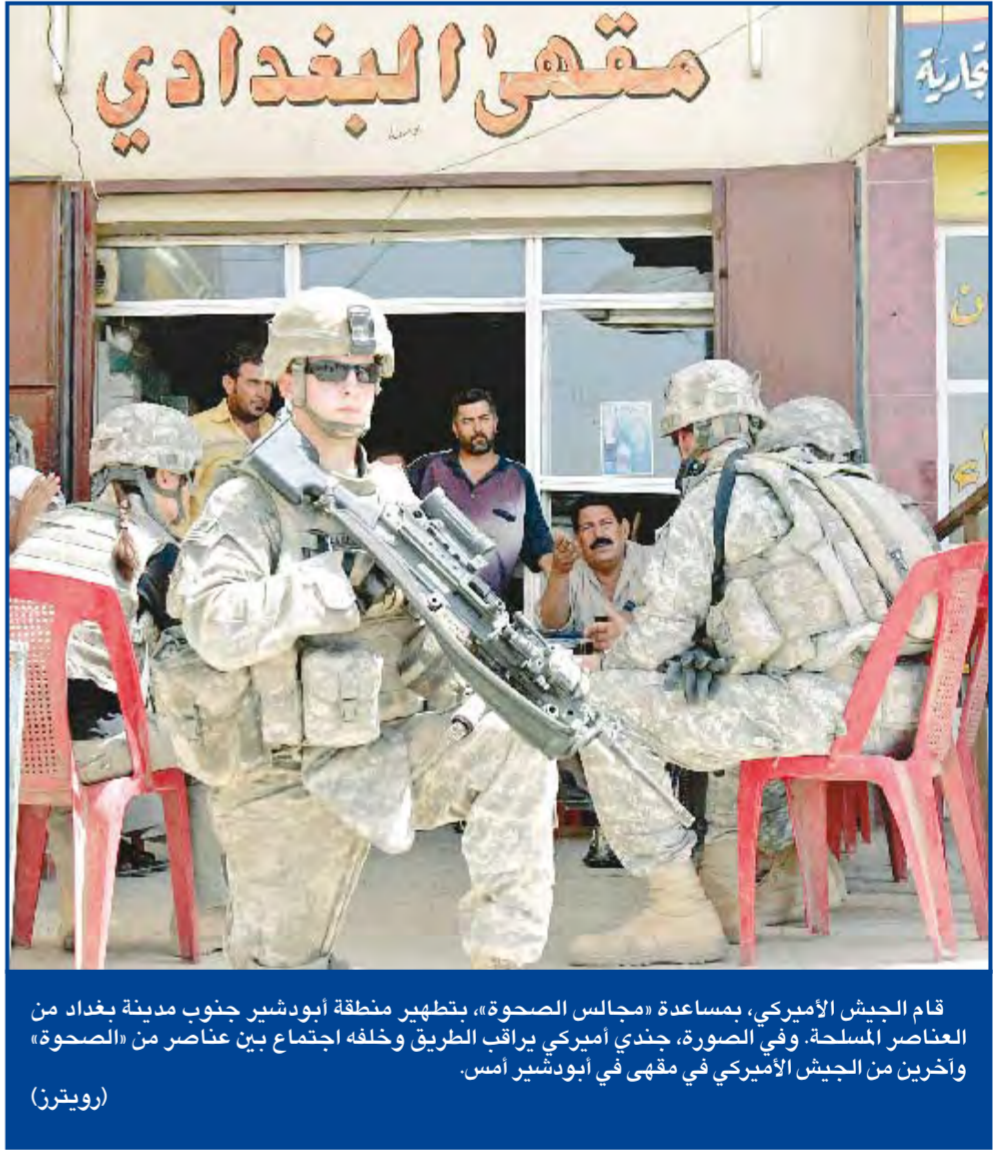 مقهى البغدادي
تجارية
قام الجيش الأميركي، بمساعدة «مجالس الصحوة»، بتطهير منطقة أبودشير جنوب مدينة بغداد من
العناصر المسلحة. وفي الصورة، جندي أميركي يراقب الطريق وخلفه اجتماع بين عناصر من «الصحوة»
وآخرين من الجيش الأميركي في مقهى في أبودشير أمس.
(رويترز)